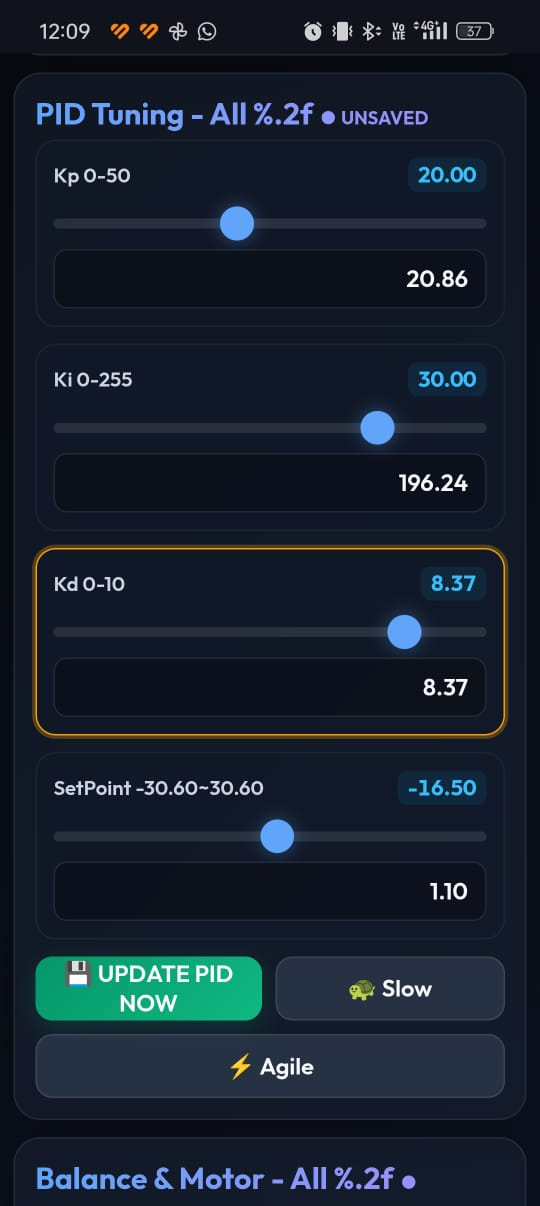 12:09 VoLTE 4G+ 37
PID Tuning - All %.2f ● UNSAVED
Kp 0-50 20.00
20.86
Ki 0-255 30.00
196.24
Kd 0-10 8.37
8.37
SetPoint -30.60~30.60 -16.50
1.10
💾 UPDATE PID
NOW
🐢 Slow
⚡ Agile
Balance & Motor - All %.2f ●